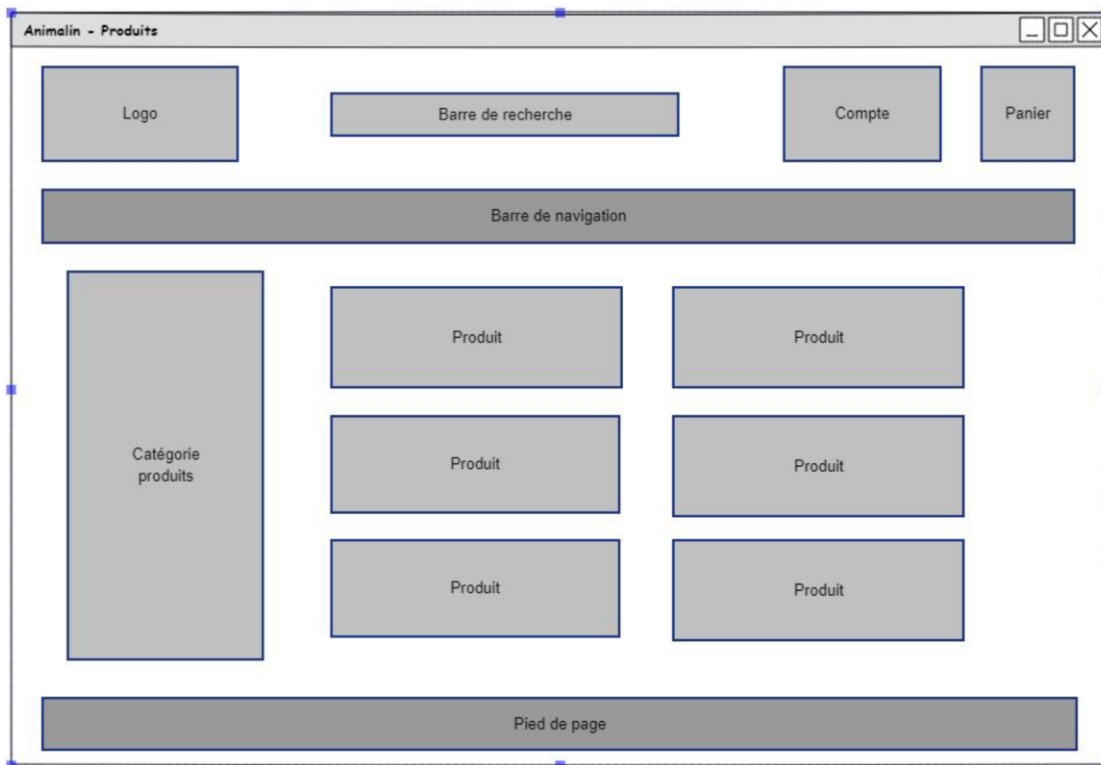 Animalin - Produits
Logo
Barre de recherche
Compte
Panier
Barre de navigation
Catégorie
produits
Produit
Produit
Produit
Produit
Produit
Produit
Pied de page